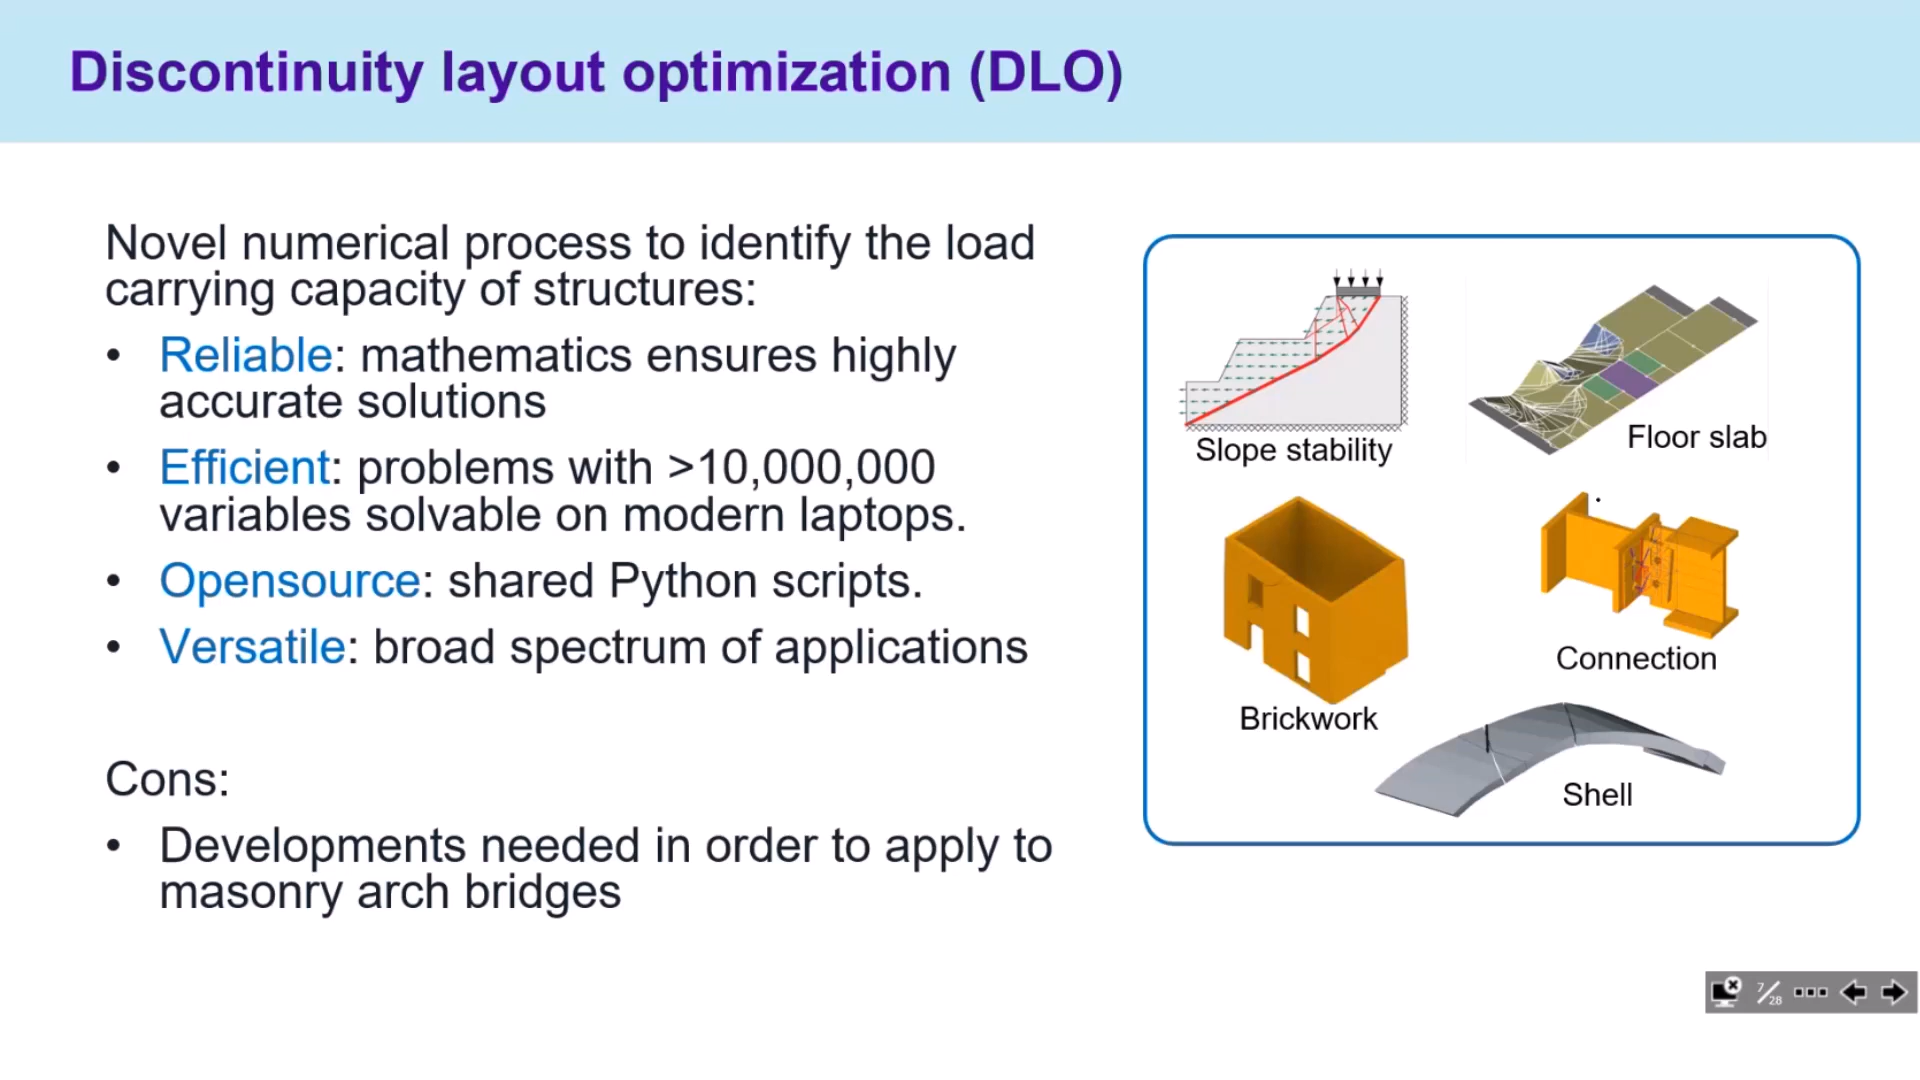 Discontinuity layout optimization (DLO)
Novel numerical process to identify the load
carrying capacity of structures:
• Reliable: mathematics ensures highly
accurate solutions
• Efficient: problems with >10,000,000
variables solvable on modern laptops.
• Opensource: shared Python scripts.
• Versatile: broad spectrum of applications
Cons:
• Developments needed in order to apply to
masonry arch bridges
Slope stability
Floor slab
Brickwork
Connection
Shell
7/28